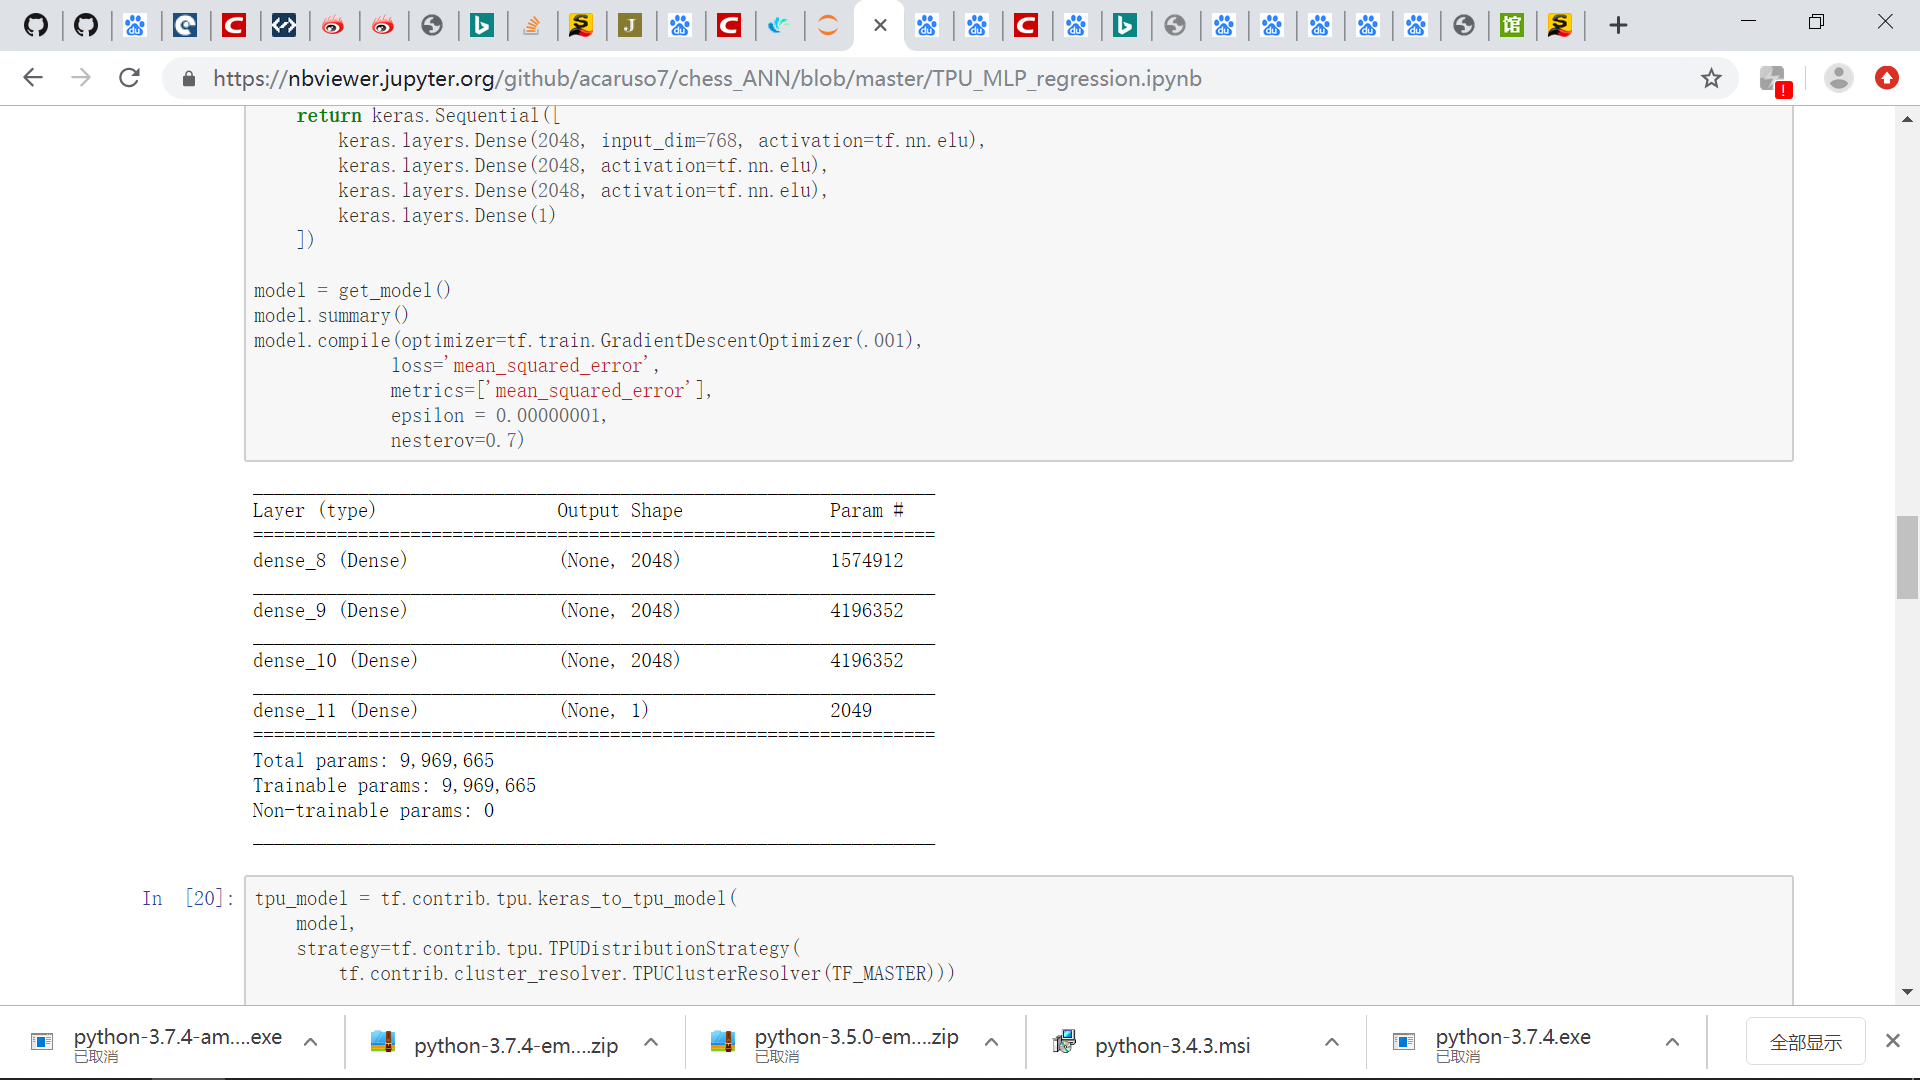 https://nbviewer.jupyter.org/github/acaruso7/chess_ANN/blob/master/TPU_MLP_regression.ipynb
return keras.Sequential([
keras.layers.Dense(2048, input_dim=768, activation=tf.nn.elu),
keras.layers.Dense(2048, activation=tf.nn.elu),
keras.layers.Dense(2048, activation=tf.nn.elu),
keras.layers.Dense(1)
])
model = get_model()
model.summary()
model.compile(optimizer=tf.train.GradientDescentOptimizer(.001),
loss='mean_squared_error',
metrics=['mean_squared_error'],
epsilon = 0.00000001,
nesterov=0.7)
_________________________________________________________________
Layer (type) Output Shape Param #
=================================================================
dense_8 (Dense) (None, 2048) 1574912
_________________________________________________________________
dense_9 (Dense) (None, 2048) 4196352
_________________________________________________________________
dense_10 (Dense) (None, 2048) 4196352
_________________________________________________________________
dense_11 (Dense) (None, 1) 2049
=================================================================
Total params: 9,969,665
Trainable params: 9,969,665
Non-trainable params: 0
_________________________________________________________________
In [20]:
tpu_model = tf.contrib.tpu.keras_to_tpu_model(
model,
strategy=tf.contrib.tpu.TPUDistributionStrategy(
tf.contrib.cluster_resolver.TPUClusterResolver(TF_MASTER)))
python-3.7.4-am....exe
已取消
python-3.7.4-em....zip
python-3.5.0-em....zip
已取消
python-3.4.3.msi
python-3.7.4.exe
已取消
全部显示